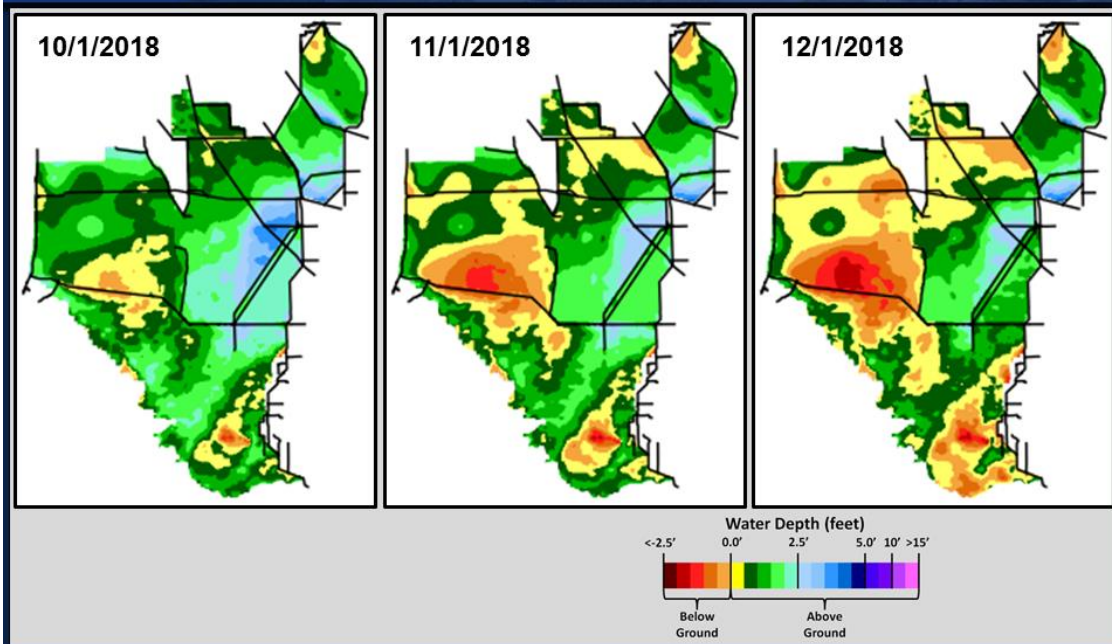 10/1/2018
11/1/2018
12/1/2018
Water Depth (feet)
<-2.5' 0.0' 2.5' 5.0' 10' >15'
Below Above
Ground Ground